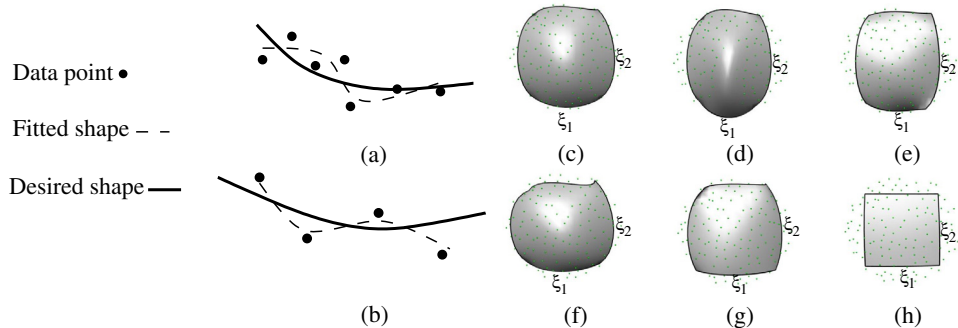 Data point
Fitted shape
Desired shape
(a)
(b)
ξ1
ξ2
(c)
ξ1
ξ2
(d)
ξ1
ξ2
(e)
ξ1
ξ2
(f)
ξ1
ξ2
(g)
ξ1
ξ2
(h)